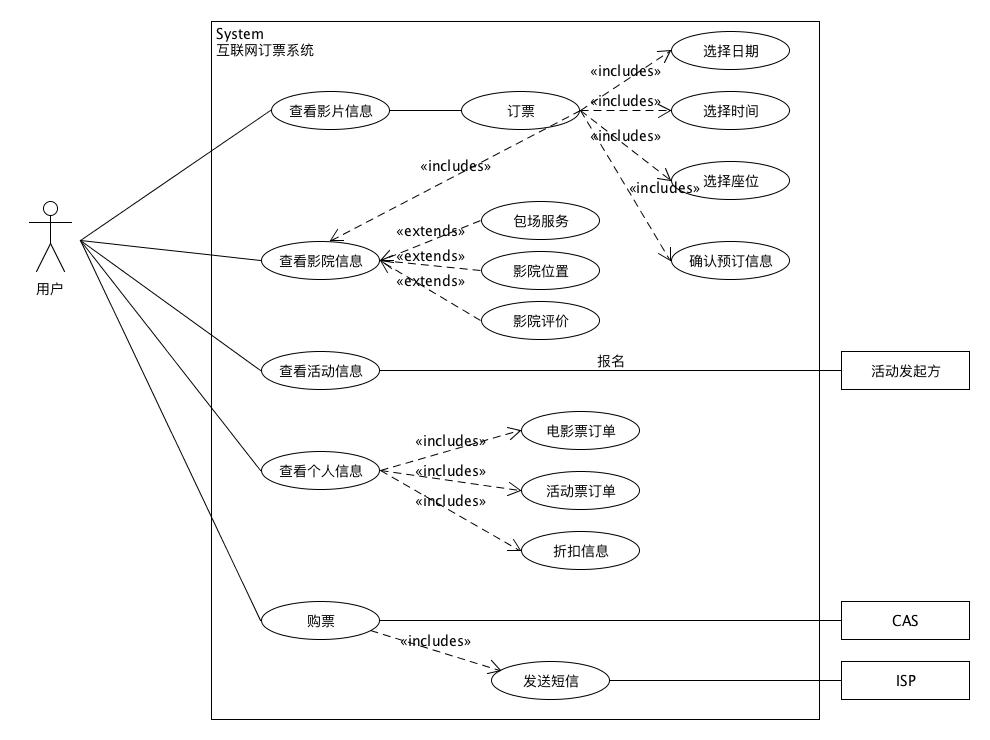 System
互联网订票系统
选择日期
«includes»
查看影片信息
订票
«includes»
选择时间
«includes»
«includes»
选择座位
«includes»
包场服务
«extends»
查看影院信息
«extends»
影院位置
确认预订信息
«extends»
影院评价
用户
报名
查看活动信息
活动发起方
电影票订单
«includes»
查看个人信息
«includes»
活动票订单
«includes»
折扣信息
购票
CAS
«includes»
发送短信
ISP